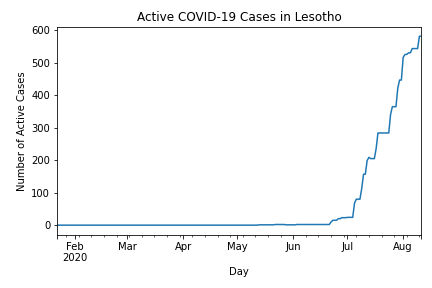 Active COVID-19 Cases in Lesotho
600
500
400
300
200
100
0
Number of Active Cases
Feb Mar Apr May Jun Jul Aug
2020
Day